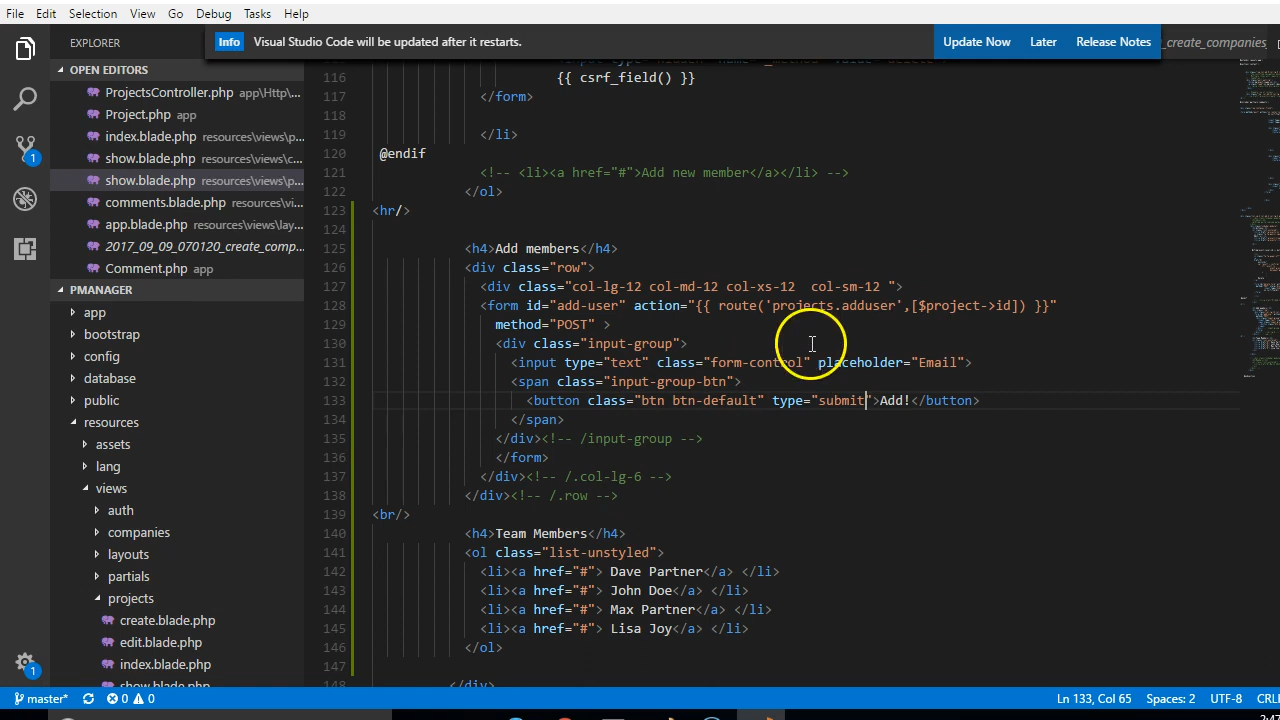 File Edit Selection View Go Debug Tasks Help
EXPLORER
Info Visual Studio Code will be updated after it restarts. Update Now Later Release Notes
_create_companies_
OPEN EDITORS
ProjectsController.php app\Http\...
Project.php app
index.blade.php resources\views\p...
show.blade.php resources\views\c...
show.blade.php resources\views\p...
comments.blade.php resources\vi...
app.blade.php resources\views\lay...
2017_09_09_070120_create_comp...
Comment.php app
PMANAGER
app
bootstrap
config
database
public
resources
assets
lang
views
auth
companies
layouts
partials
projects
create.blade.php
edit.blade.php
index.blade.php
show.blade.php
116 {{ csrf_field() }}
117 </form>
118
119 </li>
120 @endif
121 <!-- <li><a href="#">Add new member</a></li> -->
122 </ol>
123 <hr/>
124
125 <h4>Add members</h4>
126 <div class="row">
127 <div class="col-lg-12 col-md-12 col-xs-12  col-sm-12 ">
128 <form id="add-user" action="{{ route('projects.adduser',[$project->id]) }}"
129 method="POST" >
130 <div class="input-group">
131 <input type="text" class="form-control" placeholder="Email">
132 <span class="input-group-btn">
133 <button class="btn btn-default" type="submit">Add!</button>
134 </span>
135 </div><!-- /input-group -->
136 </form>
137 </div><!-- /.col-lg-6 -->
138 </div><!-- /.row -->
139 <br/>
140 <h4>Team Members</h4>
141 <ol class="list-unstyled">
142 <li><a href="#"> Dave Partner</a> </li>
143 <li><a href="#"> John Doe</a> </li>
144 <li><a href="#"> Max Partner</a> </li>
145 <li><a href="#"> Lisa Joy</a> </li>
146 </ol>
147
148 </div>
1
1
master* 0 0 Ln 133, Col 65 Spaces: 2 UTF-8 CRL